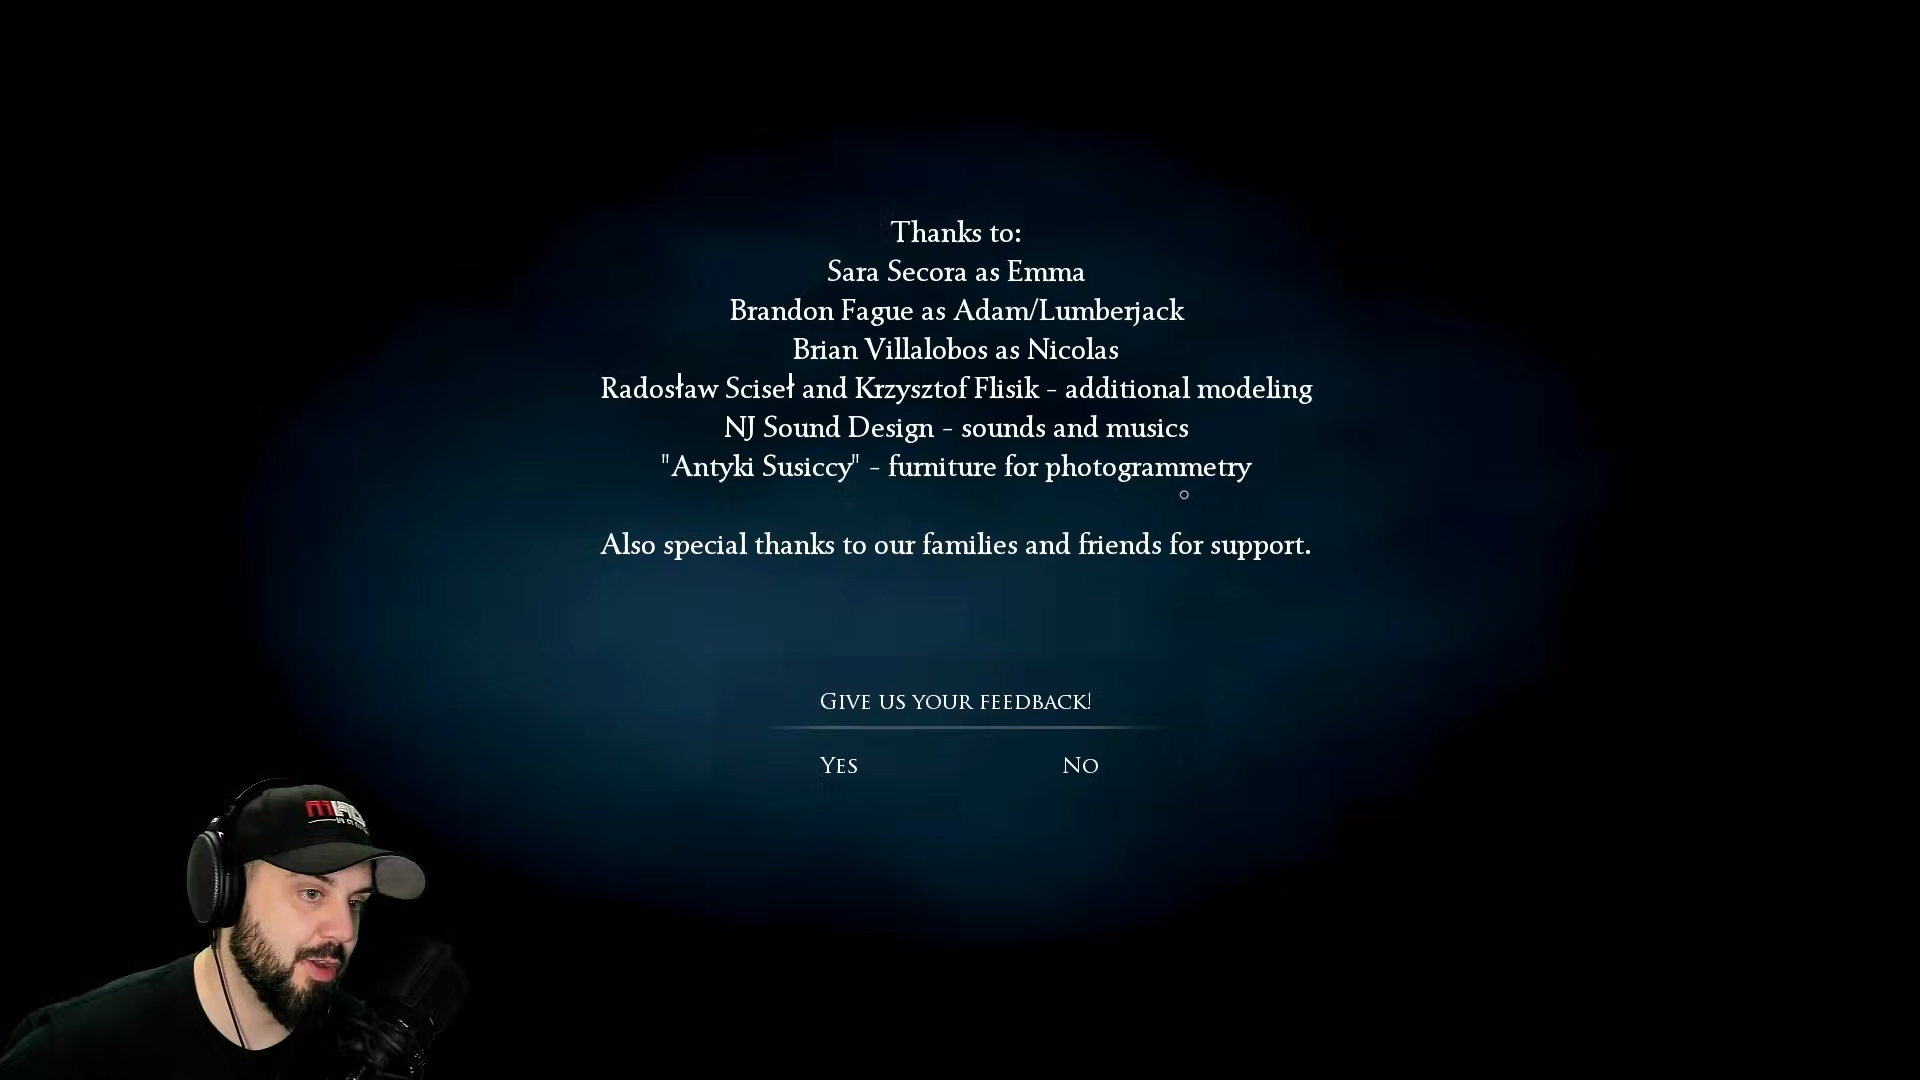 Thanks to:
Sara Secora as Emma
Brandon Fague as Adam/Lumberjack
Brian Villalobos as Nicolas
Radosław Sciseł and Krzysztof Flisik - additional modeling
NJ Sound Design - sounds and musics
"Antyki Susiccy" - furniture for photogrammetry
Also special thanks to our families and friends for support.
Give us your feedback!
Yes No